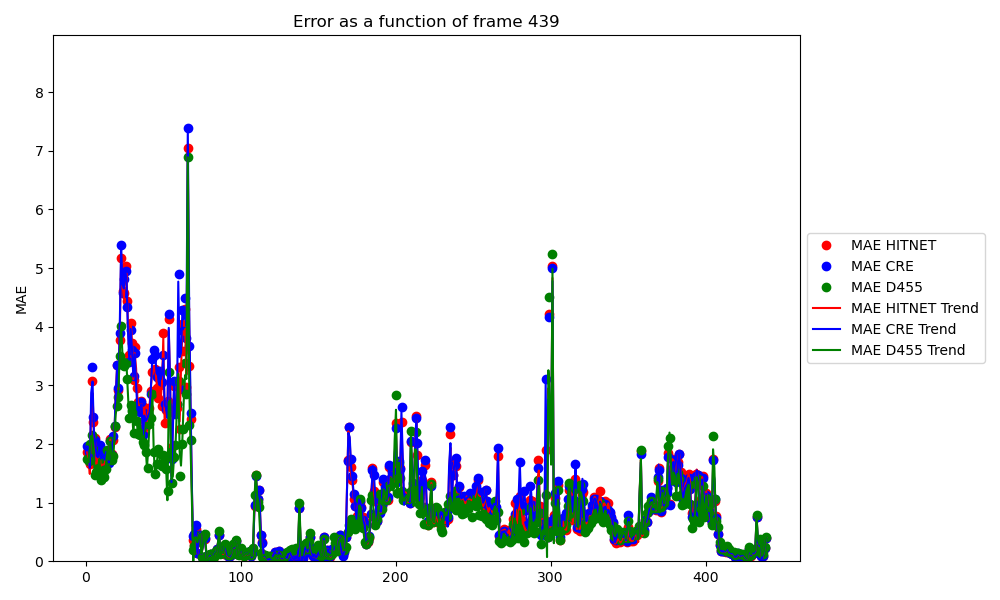 Error as a function of frame 439
MAE
8
7
6
5
4
3
2
1
0
0 100 200 300 400
MAE HITNET
MAE CRE
MAE D455
MAE HITNET Trend
MAE CRE Trend
MAE D455 Trend